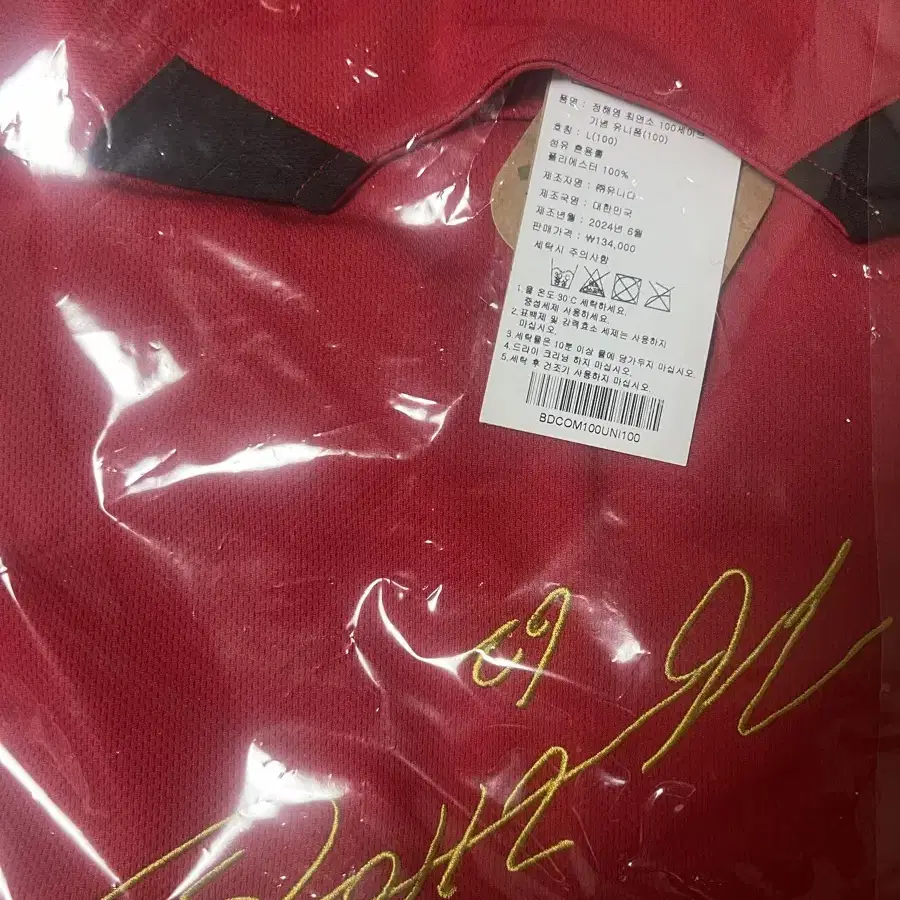 품명 : 정해영 최연소 100세이브
기념 유니폼(100)
호칭 : L(100)
섬유 혼용률
폴리에스터 100%
제조자명 : ㈜유니다
제조국명 : 대한민국
제조년월 : 2024년 6월
판매가격 : ₩134,000
세탁시 주의사항
1.물 온도 30℃ 세탁하세요.
중성세제 사용하세요.
2.표백제 및 강력효소 세제는 사용하지
마십시오.
3.세탁물은 10분 이상 물에 담가두지 마십시오.
4.드라이 크리닝 하지 마십시오.
5.세탁 후 건조기 사용하지 마십시오.
BDCOM100UNI100